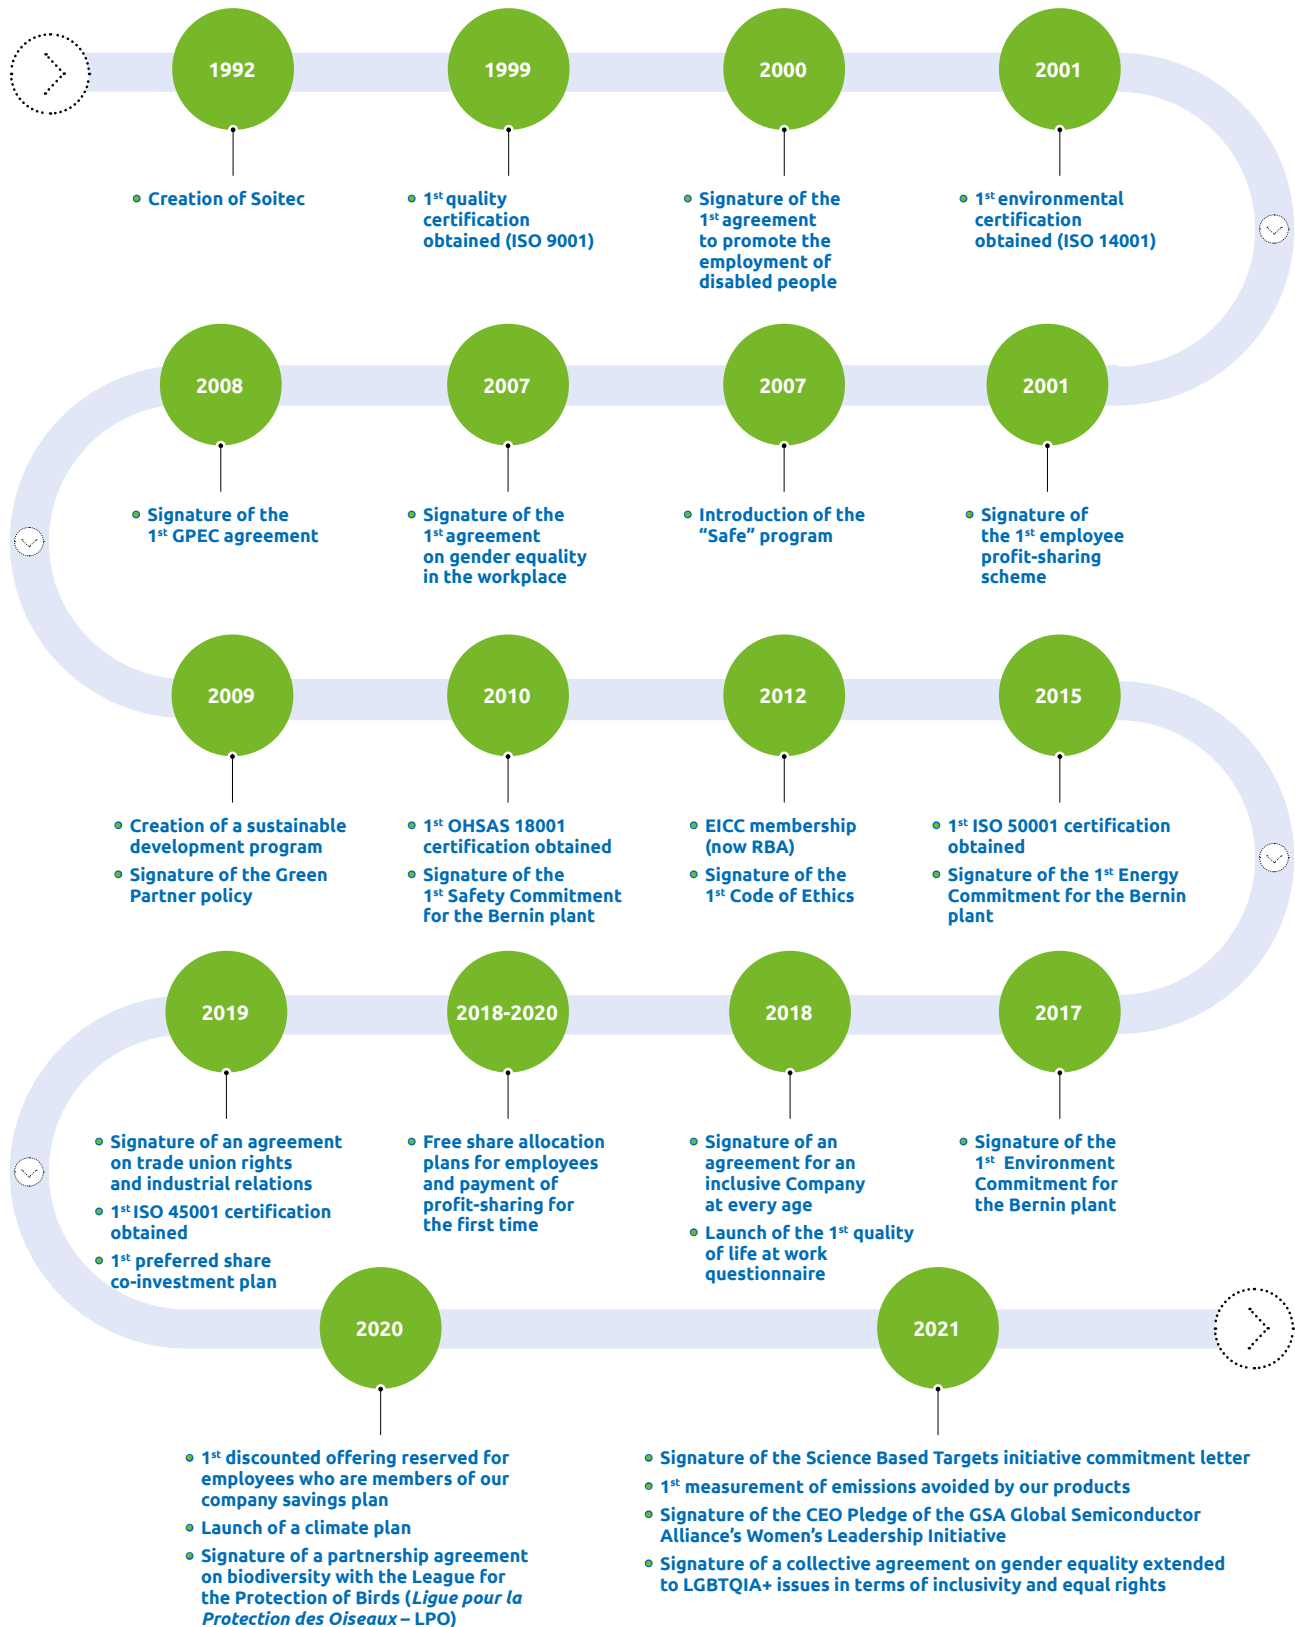 1992
Creation of Soitec
1999
1st quality
certification
obtained (ISO 9001)
2000
Signature of the
1st agreement
to promote the
employment of
disabled people
2001
1st environmental
certification
obtained (ISO 14001)
2001
Signature of
the 1st employee
profit-sharing
scheme
2007
Introduction of the
“Safe” program
2007
Signature of the
1st agreement
on gender equality
in the workplace
2008
Signature of the
1st GPEC agreement
2009
Creation of a sustainable
development program
Signature of the Green
Partner policy
2010
1st OHSAS 18001
certification obtained
Signature of the
1st Safety Commitment
for the Bernin plant
2012
EICC membership
(now RBA)
Signature of the
1st Code of Ethics
2015
1st ISO 50001 certification
obtained
Signature of the 1st Energy
Commitment for the Bernin
plant
2017
Signature of the
1st Environment
Commitment for
the Bernin plant
2018
Signature of an
agreement for an
inclusive Company
at every age
Launch of the 1st quality
of life at work
questionnaire
2018-2020
Free share allocation
plans for employees
and payment of
profit-sharing for
the first time
2019
Signature of an agreement
on trade union rights
and industrial relations
1st ISO 45001 certification
obtained
1st preferred share
co-investment plan
2020
1st discounted offering reserved for
employees who are members of our
company savings plan
Launch of a climate plan
Signature of a partnership agreement
on biodiversity with the League for
the Protection of Birds (Ligue pour la
Protection des Oiseaux – LPO)
2021
Signature of the Science Based Targets initiative commitment letter
1st measurement of emissions avoided by our products
Signature of the CEO Pledge of the GSA Global Semiconductor
Alliance’s Women’s Leadership Initiative
Signature of a collective agreement on gender equality extended
to LGBTQIA+ issues in terms of inclusivity and equal rights